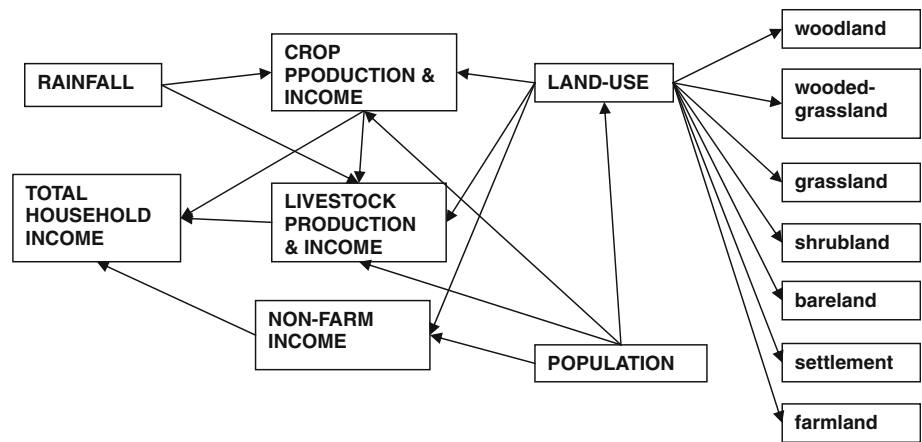 RAINFALL
CROP
PPODUCTION &
INCOME
LAND-USE
TOTAL
HOUSEHOLD
INCOME
LIVESTOCK
PRODUCTION
& INCOME
NON-FARM
INCOME
POPULATION
woodland
wooded-
grassland
grassland
shrubland
bareland
settlement
farmland